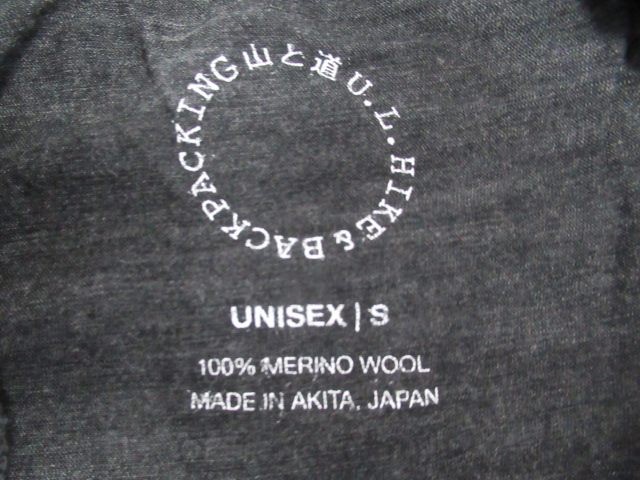 山と道 U.L. HIKE & BACKPACKING
UNISEX | S
100% MERINO WOOL
MADE IN AKITA, JAPAN